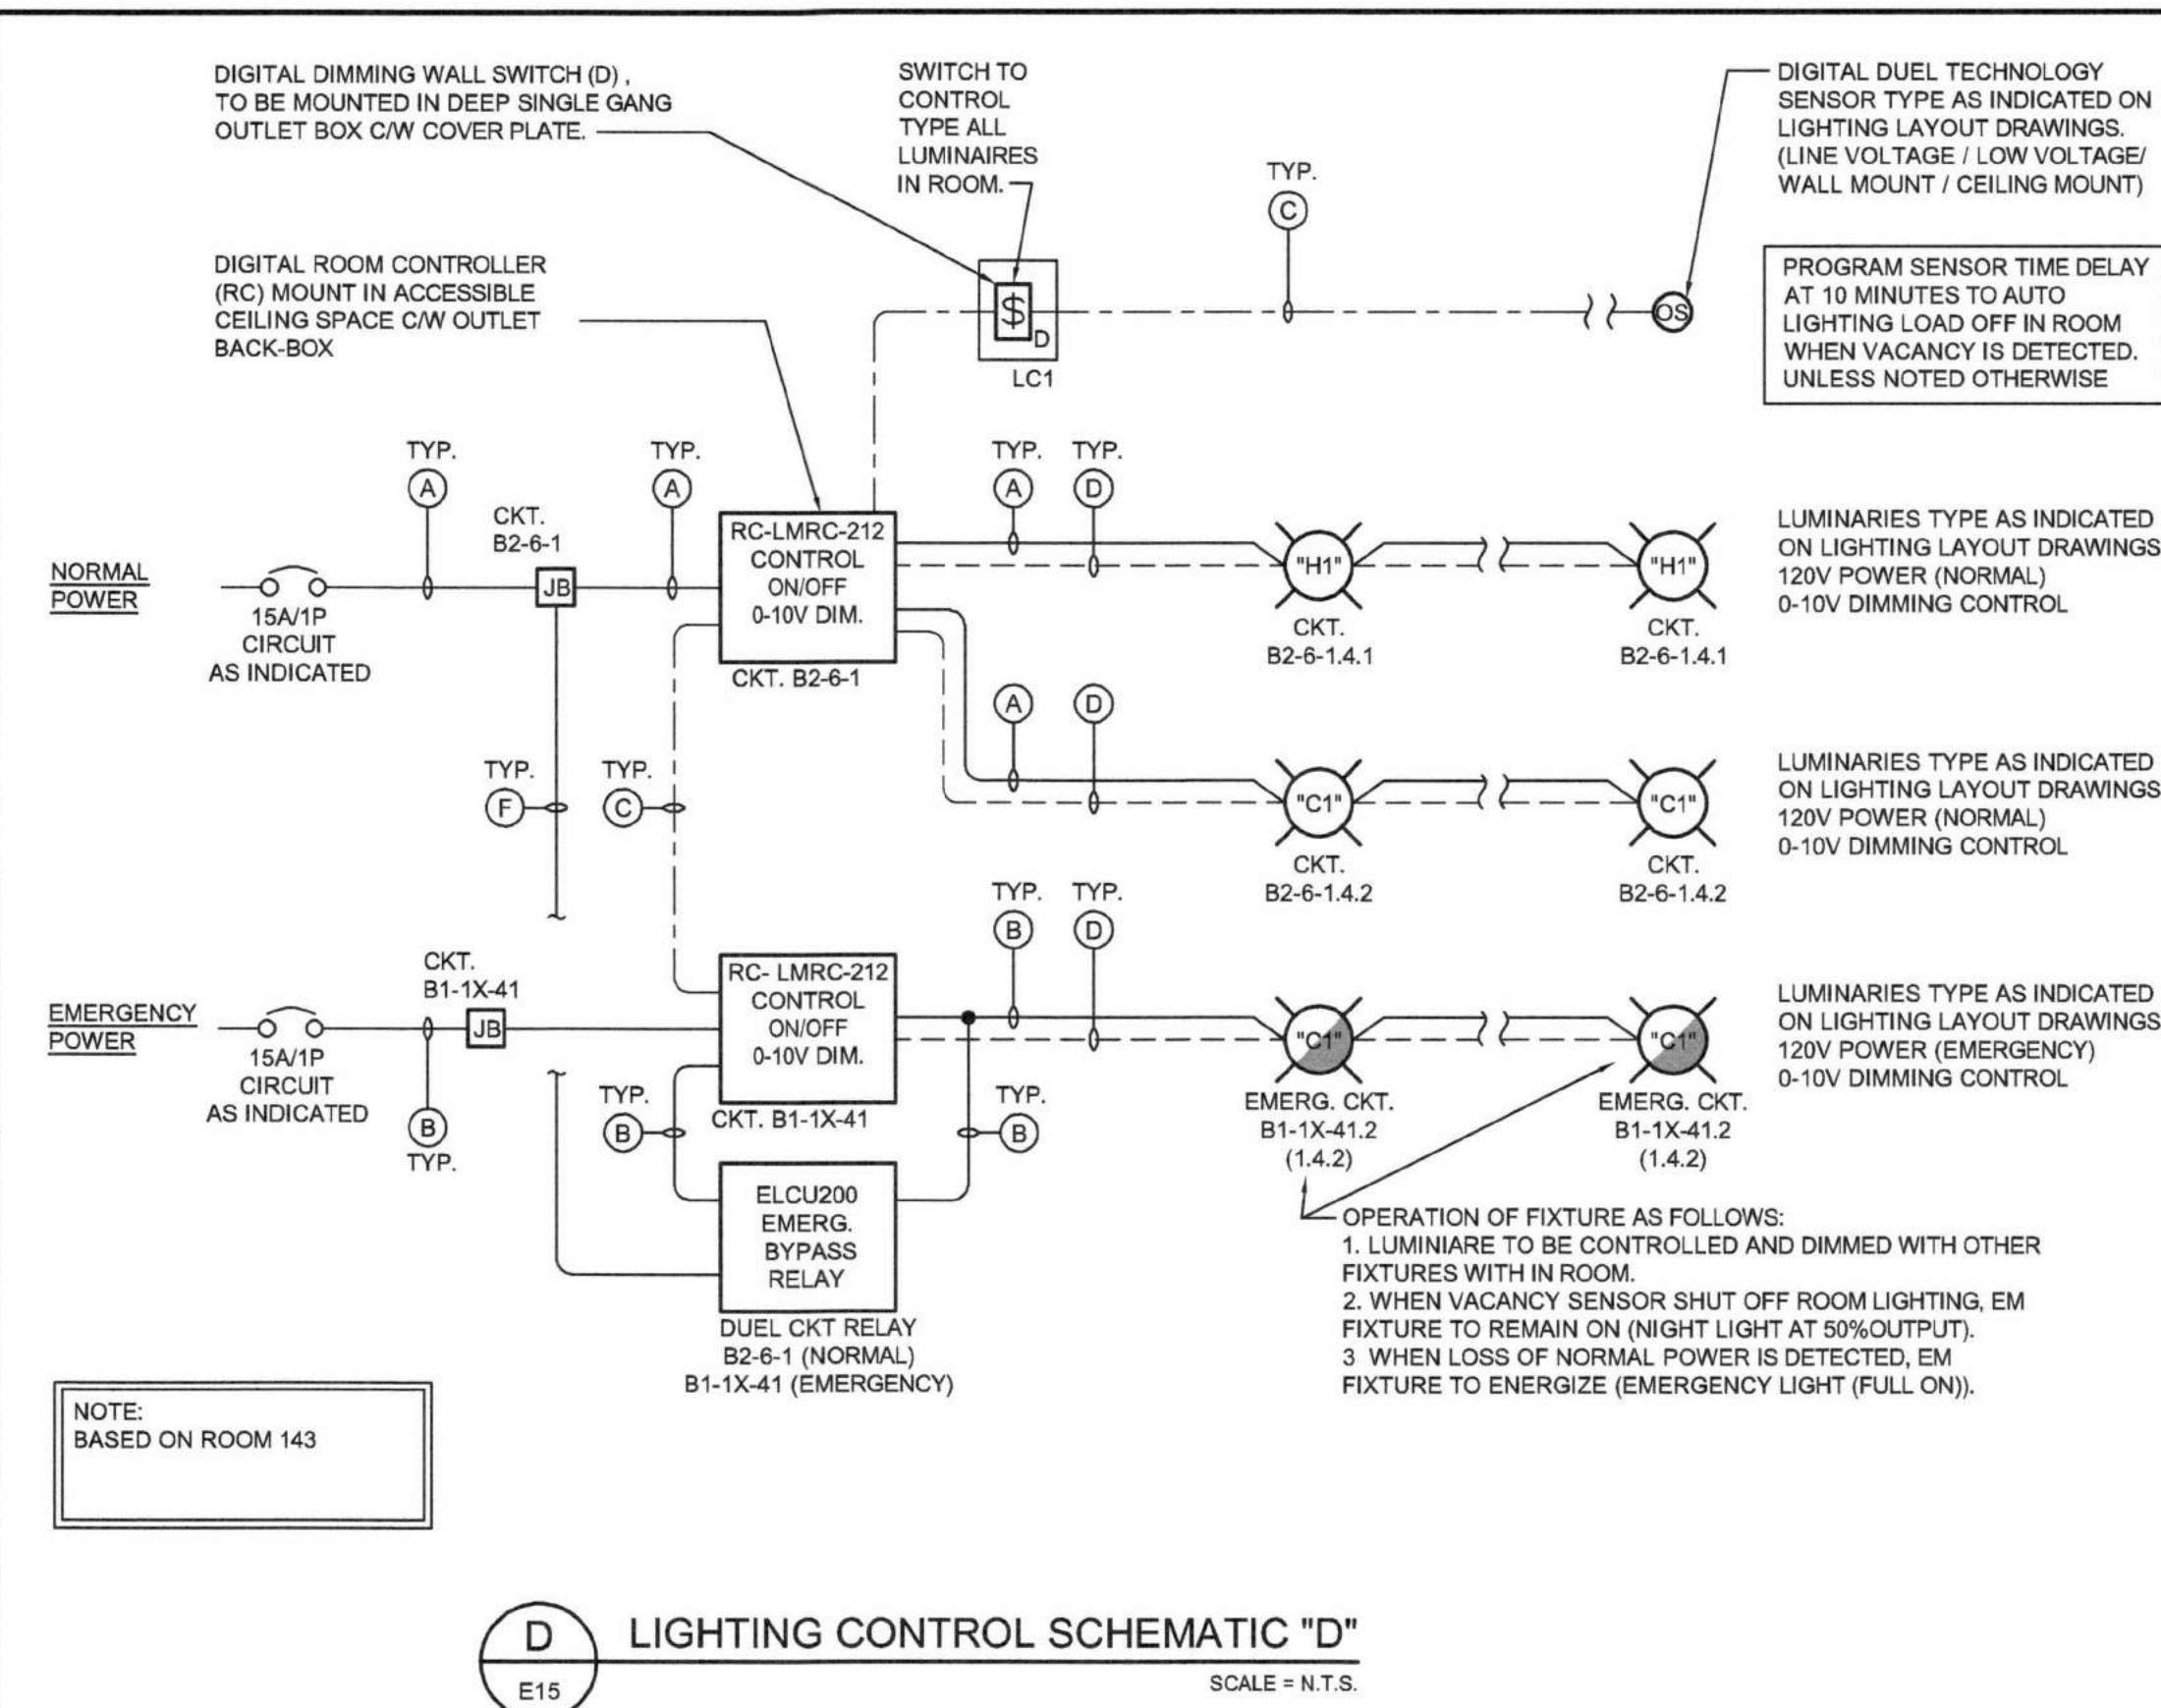 DIGITAL DIMMING WALL SWITCH (D) ,
TO BE MOUNTED IN DEEP SINGLE GANG
OUTLET BOX C/W COVER PLATE.
SWITCH TO
CONTROL
TYPE ALL
LUMINAIRES
IN ROOM.
TYP.
C
DIGITAL DUEL TECHNOLOGY
SENSOR TYPE AS INDICATED ON
LIGHTING LAYOUT DRAWINGS.
(LINE VOLTAGE / LOW VOLTAGE/
WALL MOUNT / CEILING MOUNT)
DIGITAL ROOM CONTROLLER
(RC) MOUNT IN ACCESSIBLE
CEILING SPACE C/W OUTLET
BACK-BOX
$
D
LC1
OS
PROGRAM SENSOR TIME DELAY
AT 10 MINUTES TO AUTO
LIGHTING LOAD OFF IN ROOM
WHEN VACANCY IS DETECTED.
UNLESS NOTED OTHERWISE
NORMAL
POWER
15A/1P
CIRCUIT
AS INDICATED
TYP.
A
CKT.
B2-6-1
JB
TYP.
A
RC-LMRC-212
CONTROL
ON/OFF
0-10V DIM.
CKT. B2-6-1
TYP.
A
TYP.
D
"H1"
CKT.
B2-6-1.4.1
"H1"
CKT.
B2-6-1.4.1
LUMINARIES TYPE AS INDICATED
ON LIGHTING LAYOUT DRAWINGS
120V POWER (NORMAL)
0-10V DIMMING CONTROL
TYP.
F
TYP.
C
A
D
"C1"
CKT.
B2-6-1.4.2
"C1"
CKT.
B2-6-1.4.2
LUMINARIES TYPE AS INDICATED
ON LIGHTING LAYOUT DRAWINGS
120V POWER (NORMAL)
0-10V DIMMING CONTROL
EMERGENCY
POWER
15A/1P
CIRCUIT
AS INDICATED
B
TYP.
CKT.
B1-1X-41
JB
RC- LMRC-212
CONTROL
ON/OFF
0-10V DIM.
CKT. B1-1X-41
TYP.
B
TYP.
D
"C1"
EMERG. CKT.
B1-1X-41.2
(1.4.2)
"C1"
EMERG. CKT.
B1-1X-41.2
(1.4.2)
LUMINARIES TYPE AS INDICATED
ON LIGHTING LAYOUT DRAWINGS
120V POWER (EMERGENCY)
0-10V DIMMING CONTROL
TYP.
B
TYP.
B
ELCU200
EMERG.
BYPASS
RELAY
DUEL CKT RELAY
B2-6-1 (NORMAL)
B1-1X-41 (EMERGENCY)
OPERATION OF FIXTURE AS FOLLOWS:
1. LUMINIARE TO BE CONTROLLED AND DIMMED WITH OTHER
FIXTURES WITH IN ROOM.
2. WHEN VACANCY SENSOR SHUT OFF ROOM LIGHTING, EM
FIXTURE TO REMAIN ON (NIGHT LIGHT AT 50%OUTPUT).
3 WHEN LOSS OF NORMAL POWER IS DETECTED, EM
FIXTURE TO ENERGIZE (EMERGENCY LIGHT (FULL ON)).
NOTE:
BASED ON ROOM 143
D
E15
LIGHTING CONTROL SCHEMATIC "D"
SCALE = N.T.S.